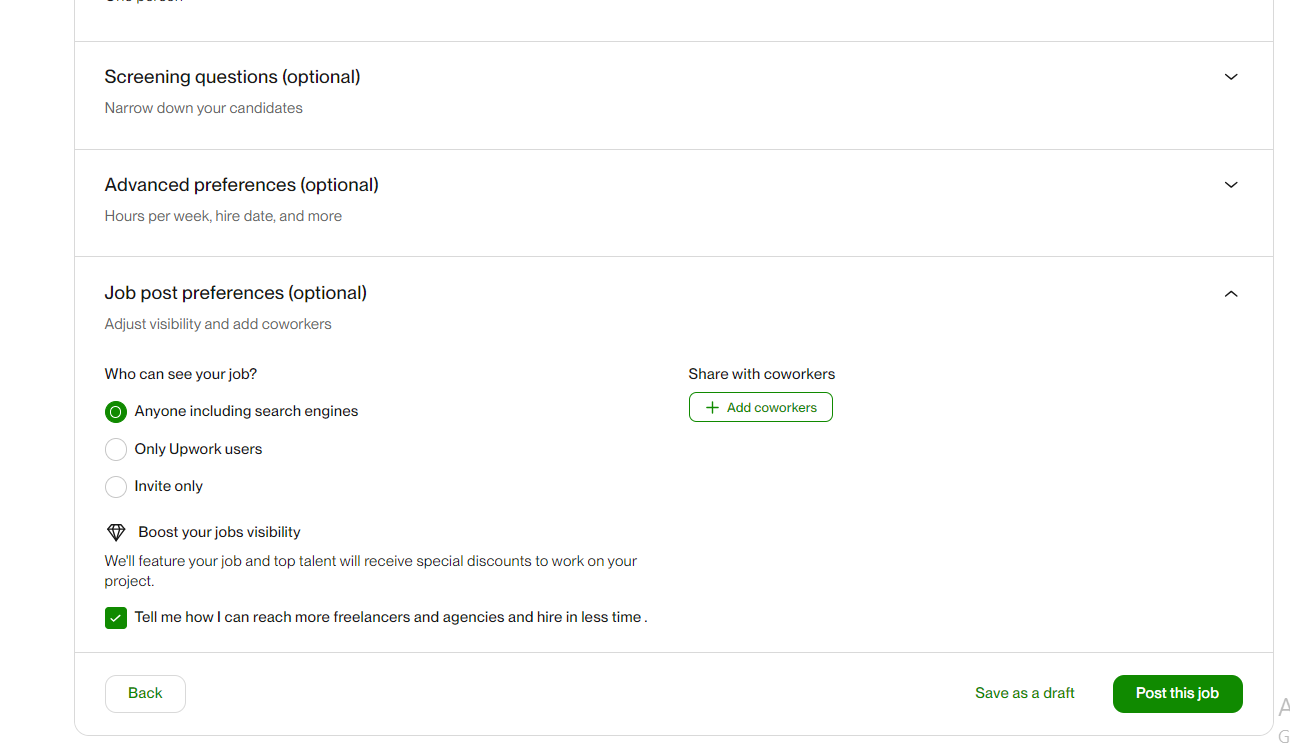 Screening questions (optional)
Narrow down your candidates
Advanced preferences (optional)
Hours per week, hire date, and more
Job post preferences (optional)
Adjust visibility and add coworkers
Who can see your job?
Anyone including search engines
Only Upwork users
Invite only
Share with coworkers
Add coworkers
Boost your jobs visibility
We'll feature your job and top talent will receive special discounts to work on your
project.
Tell me how I can reach more freelancers and agencies and hire in less time .
Back
Save as a draft
Post this job